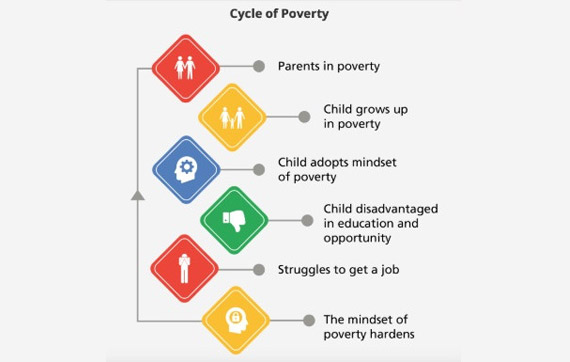 Cycle of Poverty
Parents in poverty
Child grows up
in poverty
Child adopts mindset
of poverty
Child disadvantaged
in education and
opportunity
Struggles to get a job
The mindset of
poverty hardens